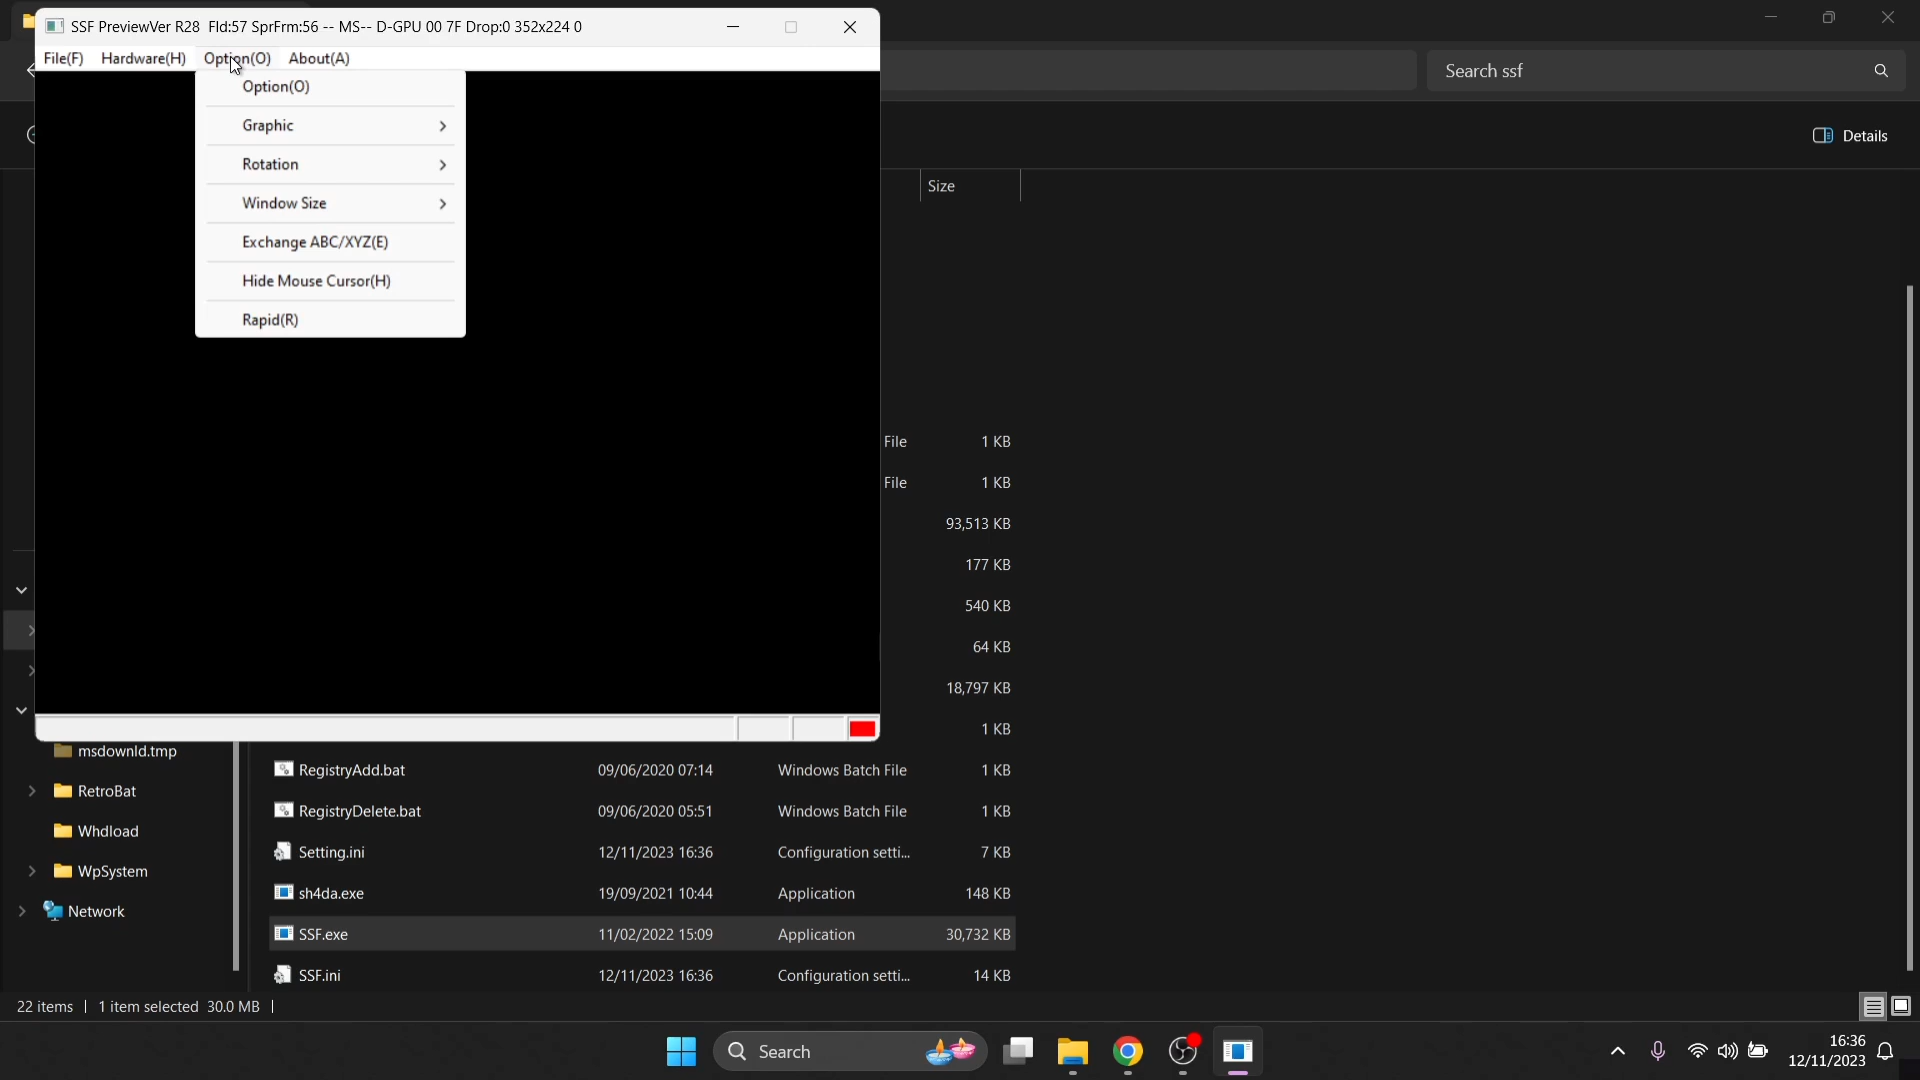 SSF PreviewVer R28 Fld:57 SprFrm:56 -- MS-- D-GPU 00 7F Drop:0 352x224 0
File(F) Hardware(H) Option(O) About(A)
Search ssf
Option(O)
Graphic
Details
Rotation
Size
Window Size
Exchange ABC/XYZ(E)
Hide Mouse Cursor(H)
Rapid(R)
File 1 KB
File 1 KB
93,513 KB
177 KB
540 KB
64 KB
18,797 KB
1 KB
msdownld.tmp
RegistryAdd.bat 09/06/2020 07:14 Windows Batch File 1 KB
RetroBat
RegistryDelete.bat 09/06/2020 05:51 Windows Batch File 1 KB
Whdload
Setting.ini 12/11/2023 16:36 Configuration setti... 7 KB
WpSystem
sh4da.exe 19/09/2021 10:44 Application 148 KB
Network
SSF.exe 11/02/2022 15:09 Application 30,732 KB
SSF.ini 12/11/2023 16:36 Configuration setti... 14 KB
22 items 1 item selected 30.0 MB
Search
16:36
12/11/2023